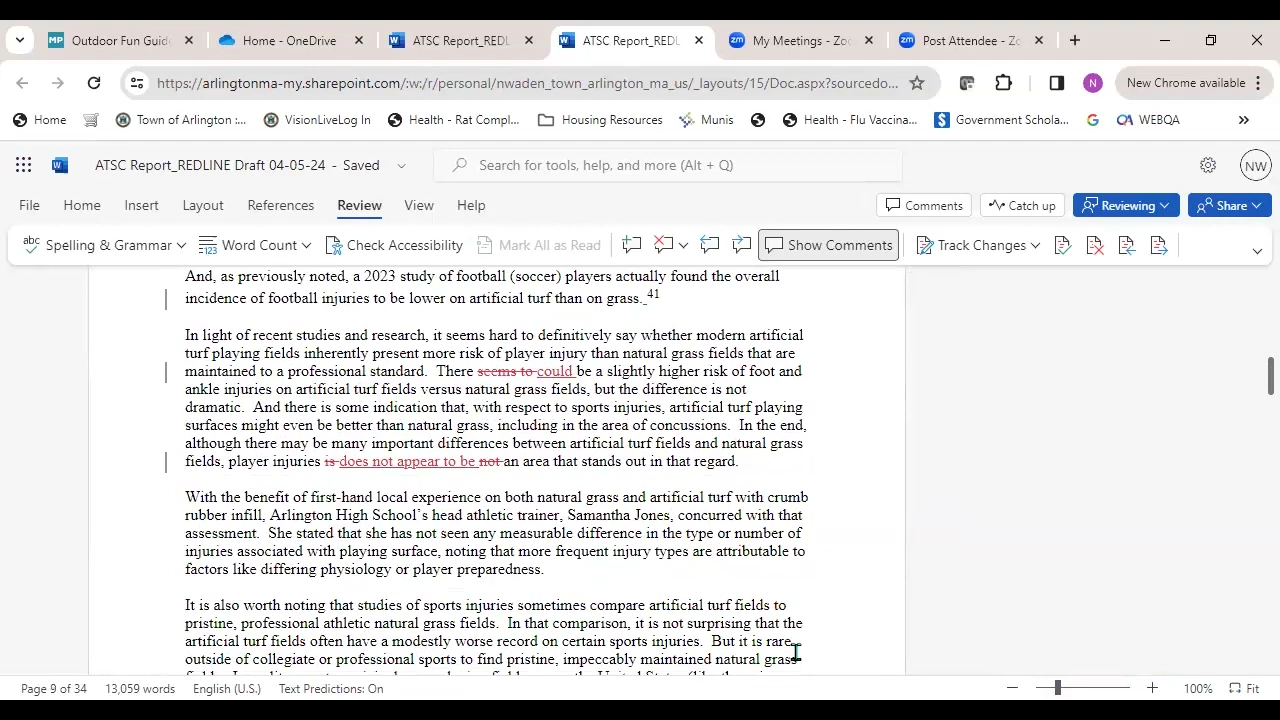 Outdoor Fun Guid
Home - OneDrive
ATSC Report_REDL
ATSC Report_REDL
My Meetings - Zo
Post Attendee - Z
https://arlingtonma-my.sharepoint.com/:w:/r/personal/nwaden_town_arlington_ma_us/_layouts/15/Doc.aspx?sourcedo...
N
New Chrome available
Home
Town of Arlington :...
VisionLiveLog In
Health - Rat Compl...
Housing Resources
Munis
Health - Flu Vaccina...
Government Schola...
WEBQA
ATSC Report_REDLINE Draft 04-05-24 - Saved
Search for tools, help, and more (Alt + Q)
NW
File Home Insert Layout References Review View Help
Comments Catch up Reviewing Share
Spelling & Grammar Word Count Check Accessibility Mark All as Read Show Comments Track Changes
And, as previously noted, a 2023 study of football (soccer) players actually found the overall
incidence of football injuries to be lower on artificial turf than on grass. 41
In light of recent studies and research, it seems hard to definitively say whether modern artificial
turf playing fields inherently present more risk of player injury than natural grass fields that are
maintained to a professional standard. There seems to could be a slightly higher risk of foot and
ankle injuries on artificial turf fields versus natural grass fields, but the difference is not
dramatic. And there is some indication that, with respect to sports injuries, artificial turf playing
surfaces might even be better than natural grass, including in the area of concussions. In the end,
although there may be many important differences between artificial turf fields and natural grass
fields, player injuries is does not appear to be not an area that stands out in that regard.
With the benefit of first-hand local experience on both natural grass and artificial turf with crumb
rubber infill, Arlington High School's head athletic trainer, Samantha Jones, concurred with that
assessment. She stated that she has not seen any measurable difference in the type or number of
injuries associated with playing surface, noting that more frequent injury types are attributable to
factors like differing physiology or player preparedness.
It is also worth noting that studies of sports injuries sometimes compare artificial turf fields to
pristine, professional athletic natural grass fields. In that comparison, it is not surprising that the
artificial turf fields often have a modestly worse record on certain sports injuries. But it is rare
outside of collegiate or professional sports to find pristine, impeccably maintained natural grass
Page 9 of 34 13,059 words English (U.S.) Text Predictions: On
100% Fit